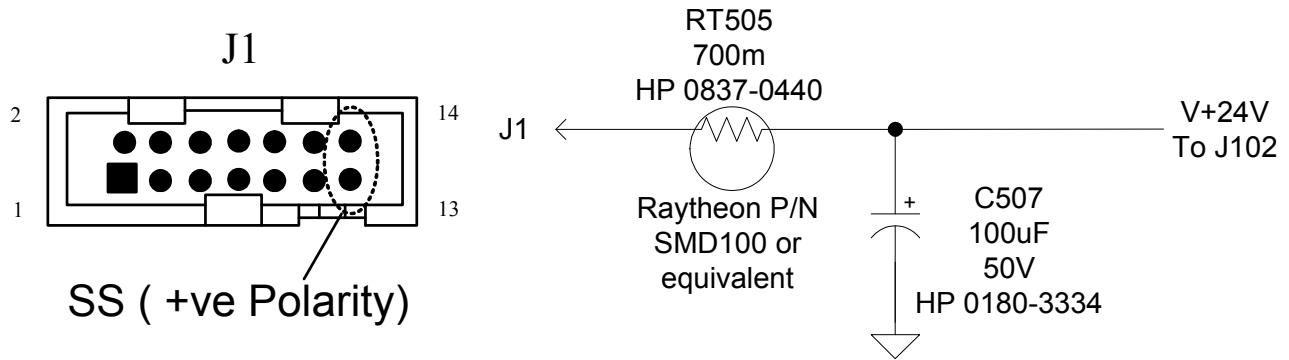 J1
2
14
1
13
SS ( +ve Polarity)
RT505
700m
HP 0837-0440
J1
V+24V
To J102
Raytheon P/N
SMD100 or
equivalent
+
C507
100uF
50V
HP 0180-3334